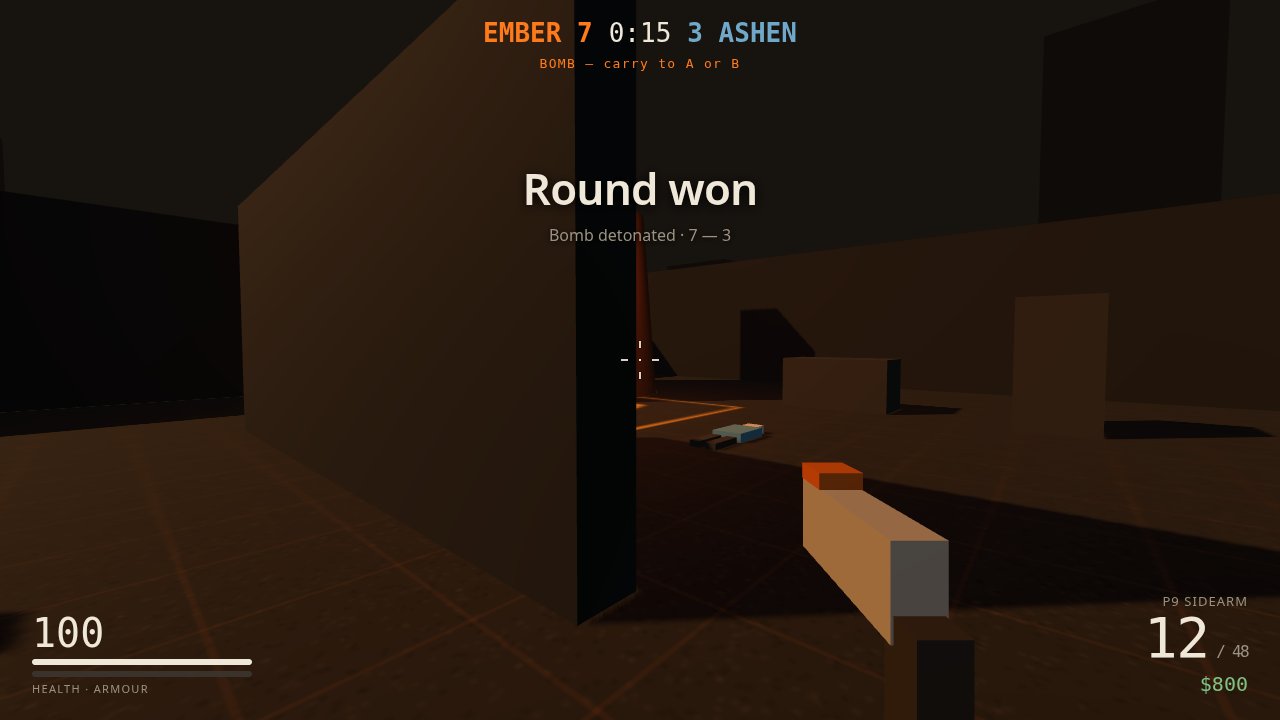 EMBER 7 0:15 3 ASHEN
BOMB — carry to A or B
Round won
Bomb detonated · 7 — 3
100
HEALTH · ARMOUR
P9 SIDEARM
12 / 48
$800